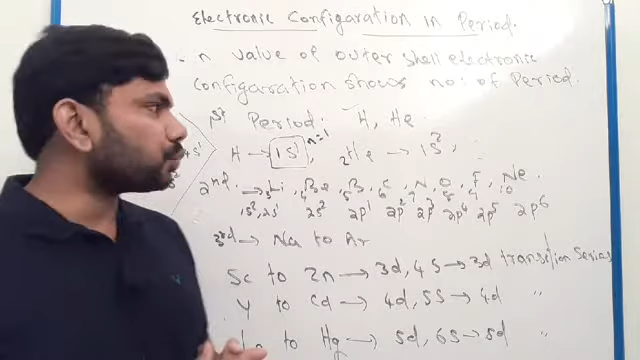 Electronic Configaration in Period.
n value of outer shell electronic
Configarsation shows no: of Period.
1st Period: H, He
H → 1S¹ n=1, ₂He → 1S²,
2nd → ₃Li, ₄Be, ₅B, ₆C, ₇N, ₈O, F, ₁₀Ne.
1S², 2S¹ 2S² 2p¹ 2p² 2p³ 2p⁴ 2p⁵ 2p6
3rd → Na to Ar
Sc to Zn → 3d, 4S → 3d transition Series
Y to Cd → 4d, 5S → 4d "
to Hg → 5d, 6S → 5d "